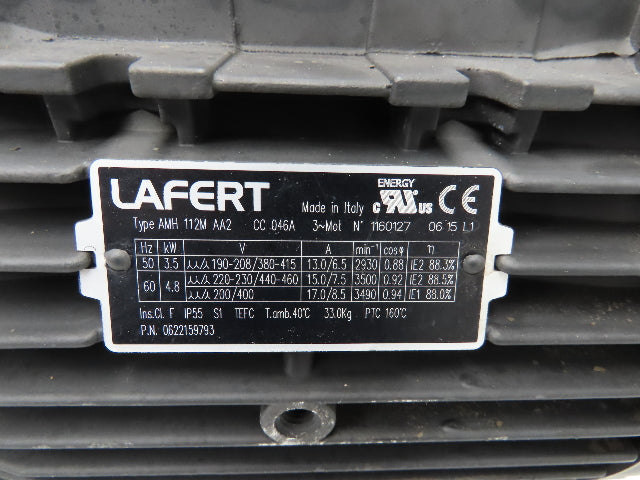 LAFERT
ENERGY
c UR US CE
Made in Italy
Type AMH 112M AA2 CC 046A 3~Mot N° 1160127 06 15 L1
Hz kW V A min⁻¹ cosφ η
50 3.5 ⅄⅄/⅄ 190-208/380-415 13.0/6.5 2930 0.88 IE2 88.3%
60 4.8 ⅄⅄/⅄ 220-230/440-460 15.0/7.5 3500 0.92 IE2 88.5%
⅄⅄/⅄ 200/400 17.0/8.5 3490 0.94 IE1 88.0%
Ins.Cl. F IP55 S1 TEFC T.amb.40°C 33.0Kg PTC 160°C
P.N. 0622159793